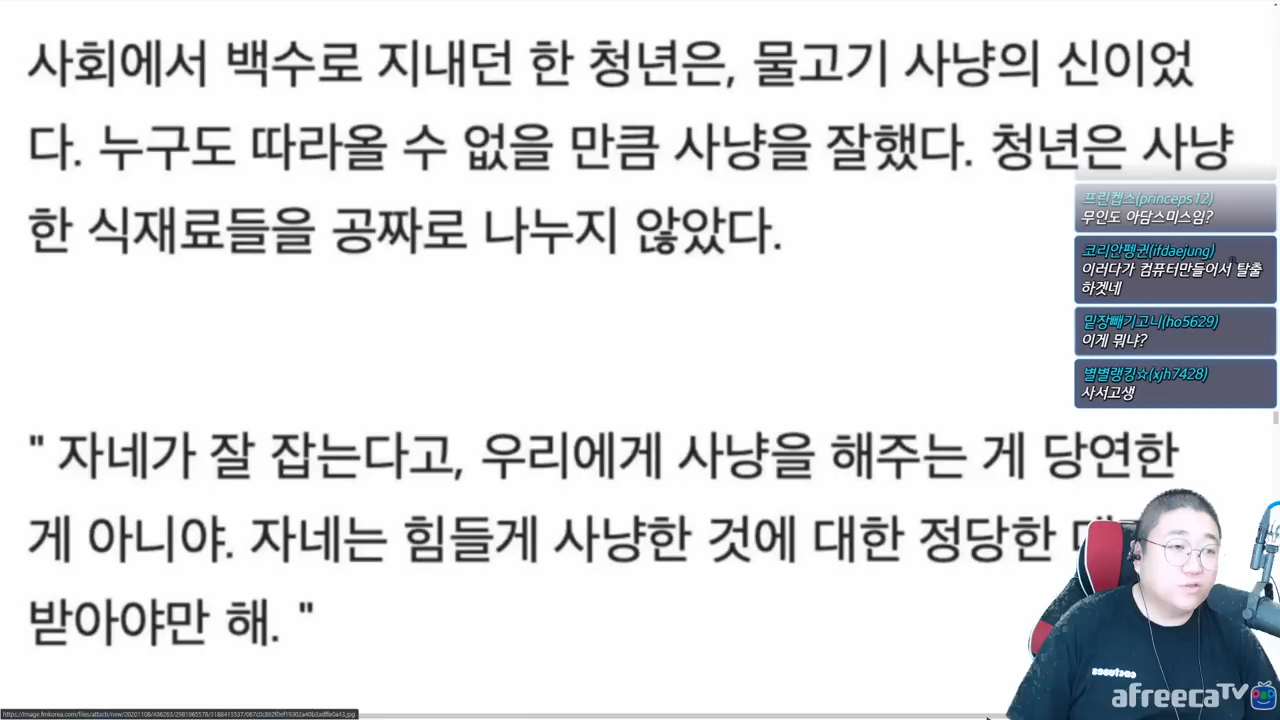 사회에서 백수로 지내던 한 청년은, 물고기 사냥의 신이었
다. 누구도 따라올 수 없을 만큼 사냥을 잘했다. 청년은 사냥
한 식재료들을 공짜로 나누지 않았다.
프린켑스(princeps12)
무인도 아담스미스임?
코리안펭귄(ifdaejung)
이러다가 컴퓨터만들어서 탈출
하겟네
밑장빼기고니(ho5629)
이게 뭐냐?
별별랭킹☆(xjh7428)
사서고생
" 자네가 잘 잡는다고, 우리에게 사냥을 해주는 게 당연한
게 아니야. 자네는 힘들게 사냥한 것에 대한 정당한
받아야만 해. "
afreecaTV